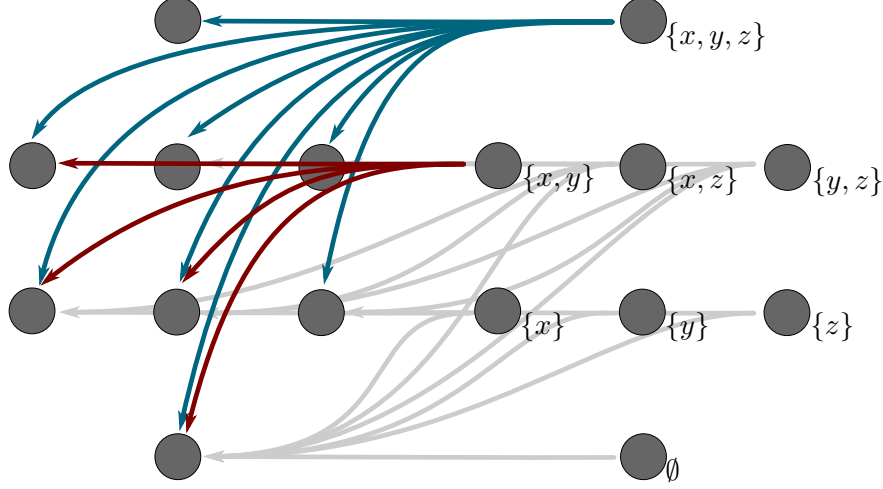 {x, y, z}
{x, y} {x, z} {y, z}
{x} {y} {z}
∅